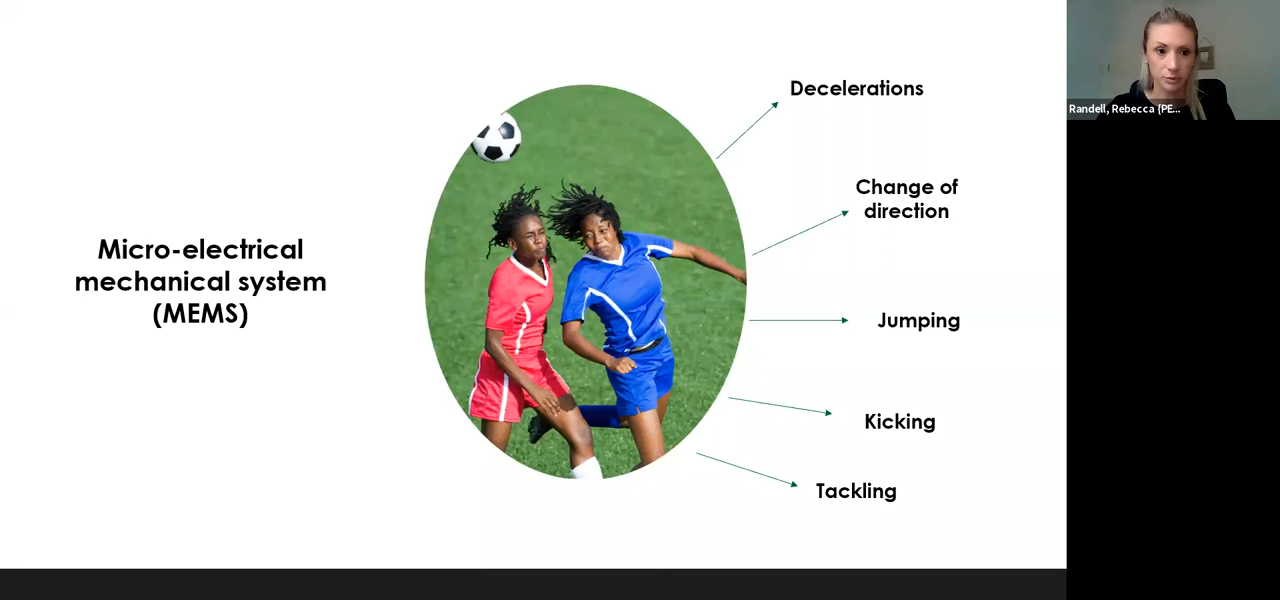 Micro-electrical
mechanical system
(MEMS)
Decelerations
Change of
direction
Jumping
Kicking
Tackling
Randell, Rebecca {PE...